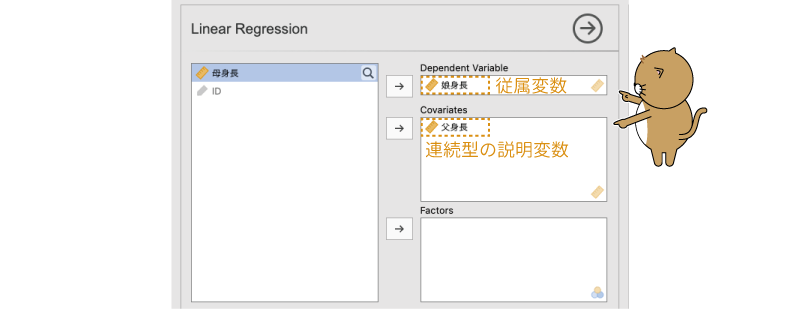 Linear Regression
母身長
ID
Dependent Variable
娘身長 従属変数
Covariates
父身長
連続型の説明変数
Factors